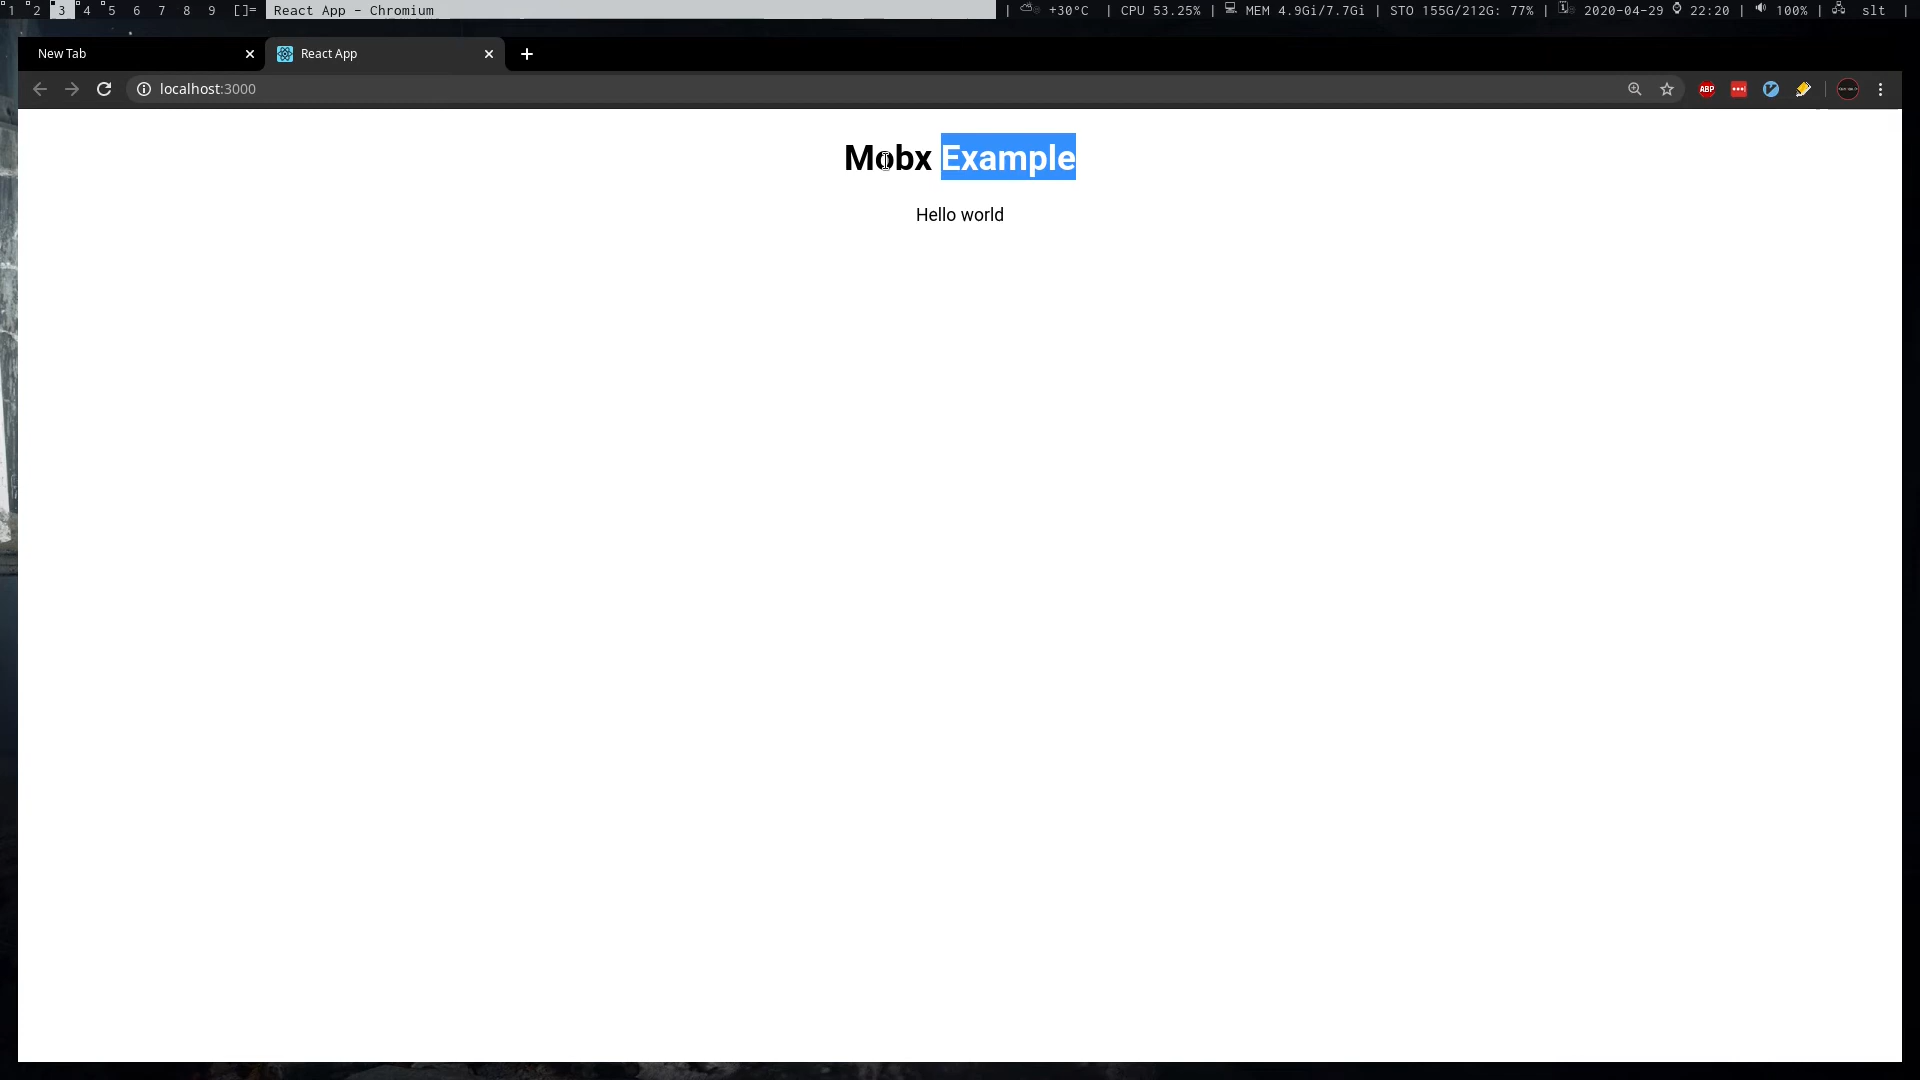 1 2 3 4 5 6 7 8 9 []= React App - Chromium | +30°C | CPU 53.25% | MEM 4.9Gi/7.7Gi | STO 155G/212G: 77% | 2020-04-29 22:20 | 100% | slt |
New Tab React App
localhost:3000 ABP
Mobx Example
Hello world